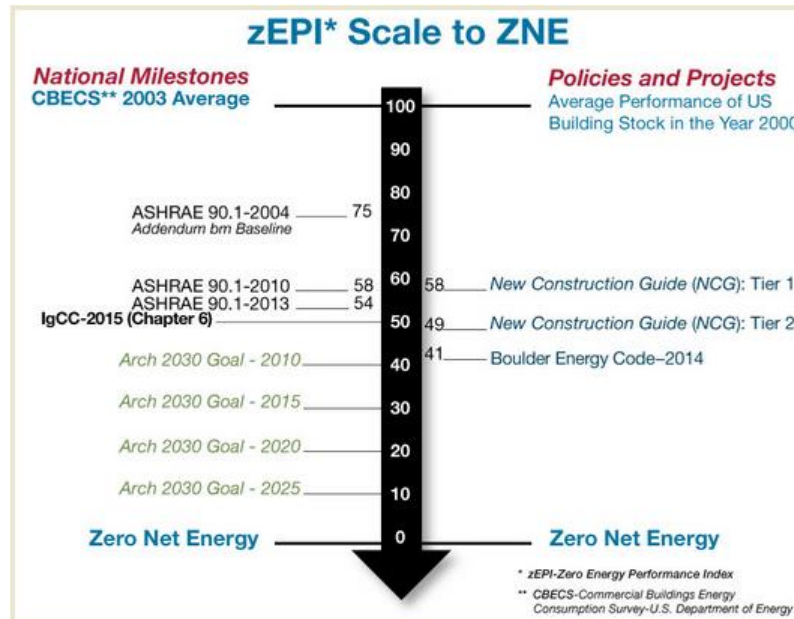 zEPI* Scale to ZNE
National Milestones
CBECS** 2003 Average
Policies and Projects
Average Performance of US
Building Stock in the Year 2000
100
90
80
70
60
50
40
30
20
10
0
ASHRAE 90.1-2004 75
Addendum bm Baseline
ASHRAE 90.1-2010 58
ASHRAE 90.1-2013 54
IgCC-2015 (Chapter 6)
Arch 2030 Goal - 2010
Arch 2030 Goal - 2015
Arch 2030 Goal - 2020
Arch 2030 Goal - 2025
Zero Net Energy
58 New Construction Guide (NCG): Tier 1
49 New Construction Guide (NCG): Tier 2
41 Boulder Energy Code–2014
Zero Net Energy
* zEPI-Zero Energy Performance Index
** CBECS-Commercial Buildings Energy
Consumption Survey-U.S. Department of Energy